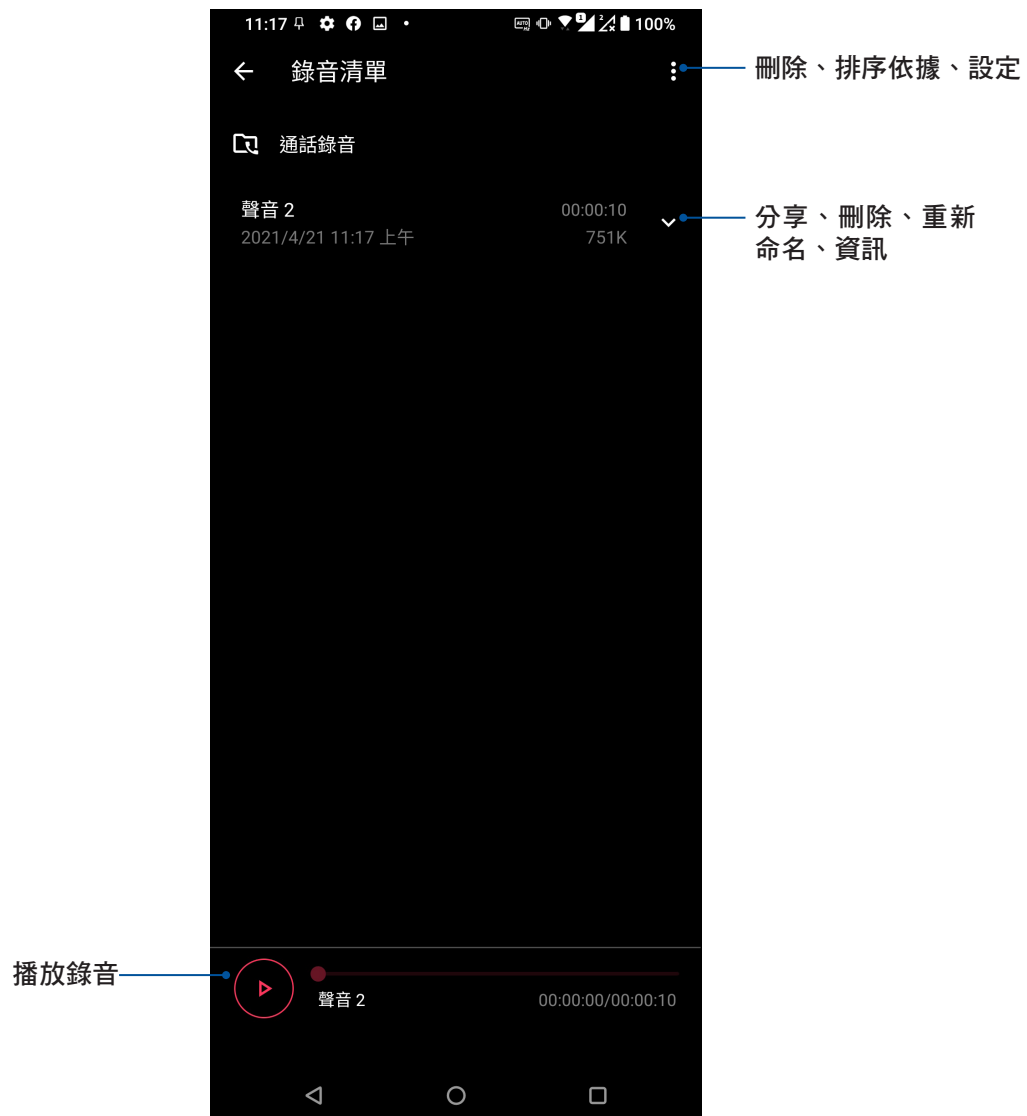 11:17
100%
錄音清單
刪除、排序依據、設定
通話錄音
聲音 2
00:00:10
2021/4/21 11:17 上午
751K
分享、刪除、重新
命名、資訊
播放錄音
聲音 2
00:00:00/00:00:10